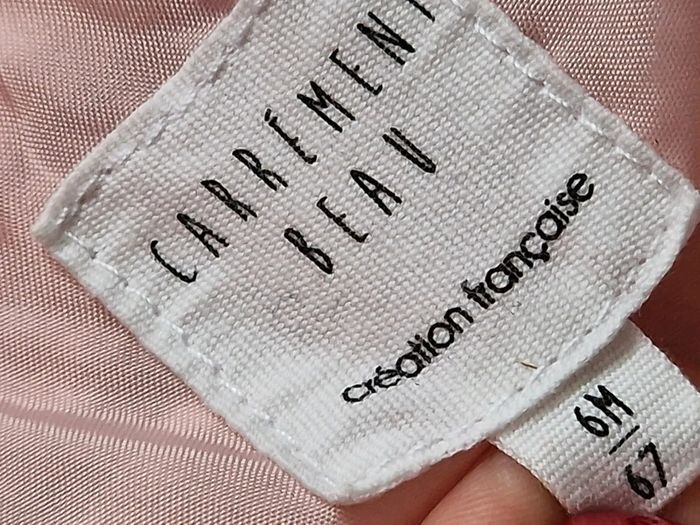 CARRÉMENT
BEAU
création française
6M
67